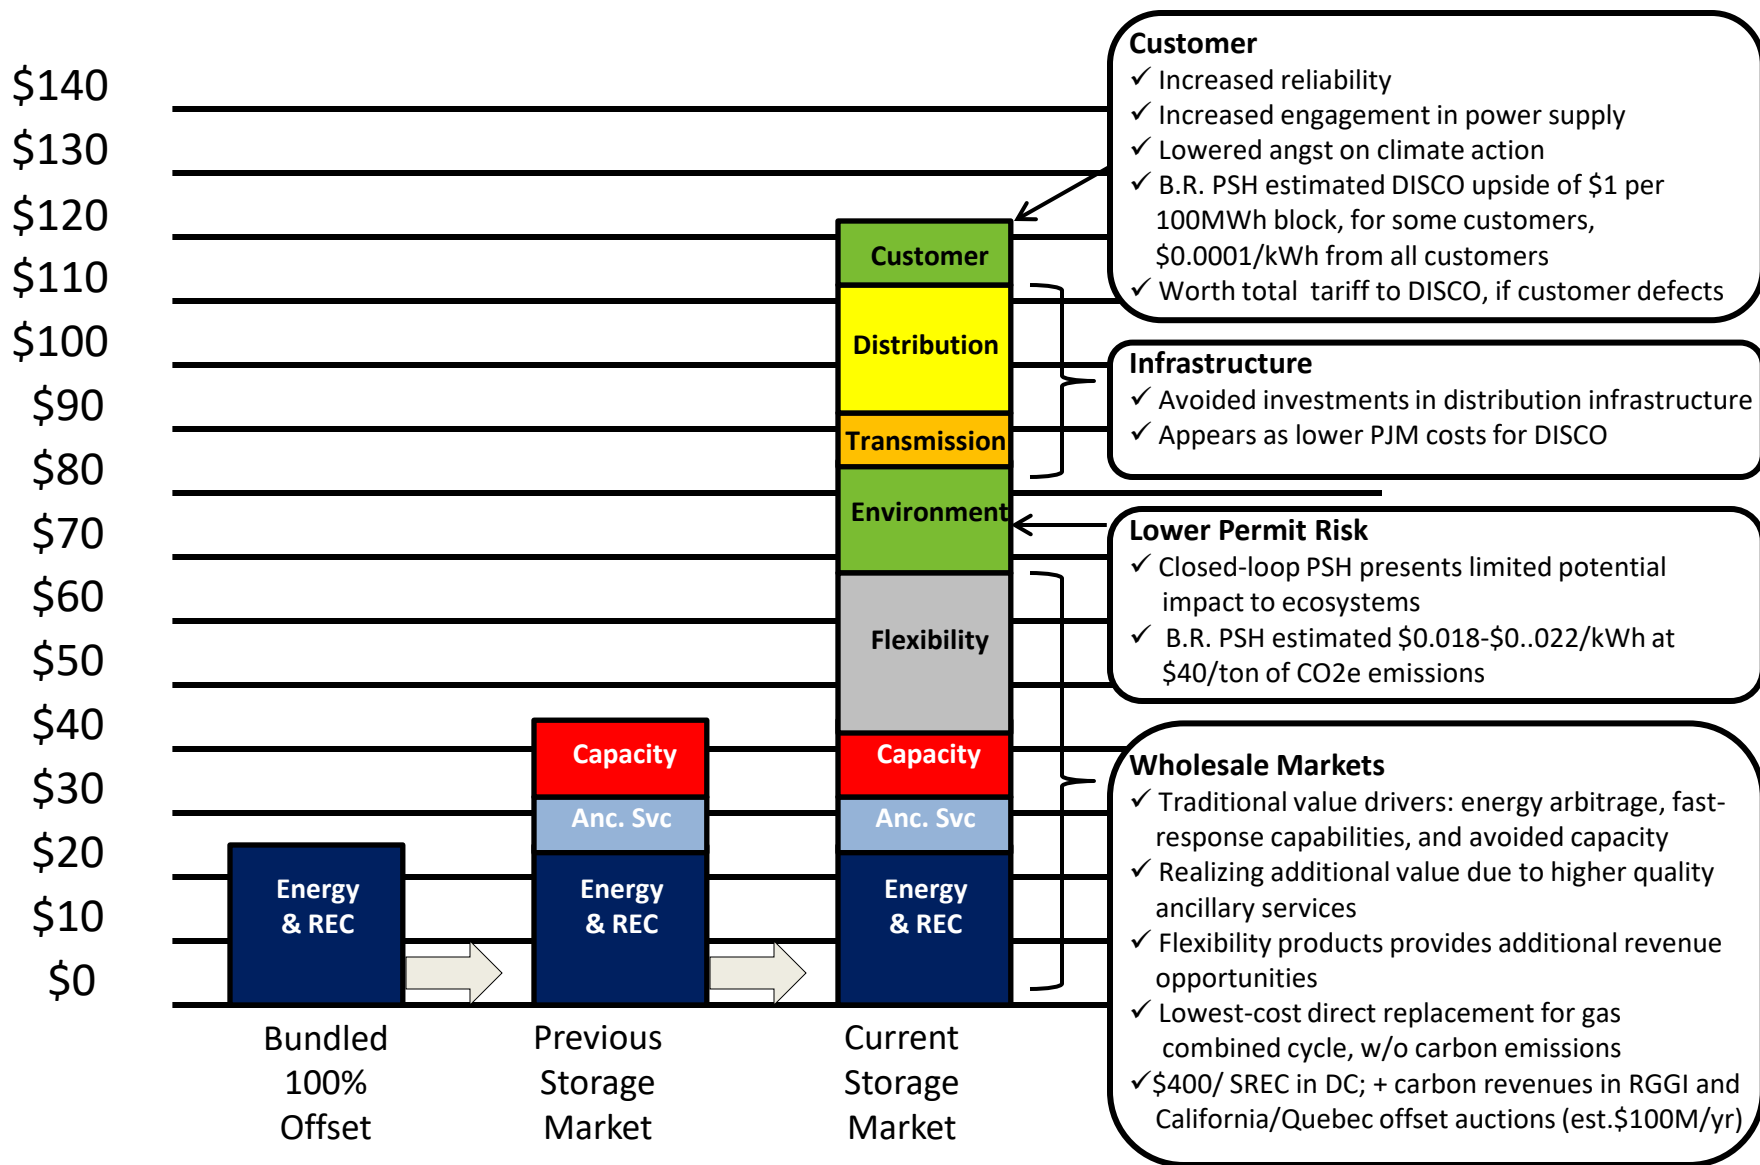 $140
$130
$120
$110
$100
$90
$80
$70
$60
$50
$40
$30
$20
$10
$0
Energy
& REC
Capacity
Anc. Svc
Energy
& REC
Customer
Distribution
Transmission
Environment
Flexibility
Capacity
Anc. Svc
Energy
& REC
Bundled
100%
Offset
Previous
Storage
Market
Current
Storage
Market
Customer
✓ Increased reliability
✓ Increased engagement in power supply
✓ Lowered angst on climate action
✓ B.R. PSH estimated DISCO upside of $1 per
100MWh block, for some customers,
$0.0001/kWh from all customers
✓ Worth total tariff to DISCO, if customer defects
Infrastructure
✓ Avoided investments in distribution infrastructure
✓ Appears as lower PJM costs for DISCO
Lower Permit Risk
✓ Closed-loop PSH presents limited potential
impact to ecosystems
✓ B.R. PSH estimated $0.018-$0..022/kWh at
$40/ton of CO2e emissions
Wholesale Markets
✓ Traditional value drivers: energy arbitrage, fast-
response capabilities, and avoided capacity
✓ Realizing additional value due to higher quality
ancillary services
✓ Flexibility products provides additional revenue
opportunities
✓ Lowest-cost direct replacement for gas
combined cycle, w/o carbon emissions
✓ $400/ SREC in DC; + carbon revenues in RGGI and
California/Quebec offset auctions (est.$100M/yr)